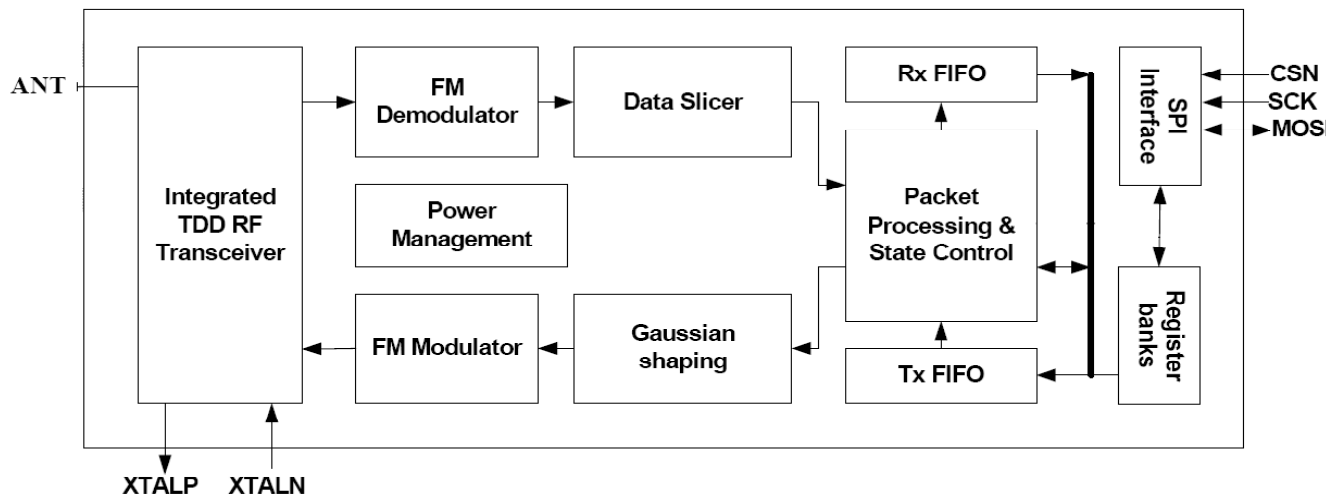 ANT
Integrated
TDD RF
Transceiver
FM
Demodulator
Data Slicer
Power
Management
FM Modulator
Gaussian
shaping
Rx FIFO
Packet
Processing &
State Control
Tx FIFO
SPI
Interface
Register
banks
CSN
SCK
MOSI
XTALP
XTALN